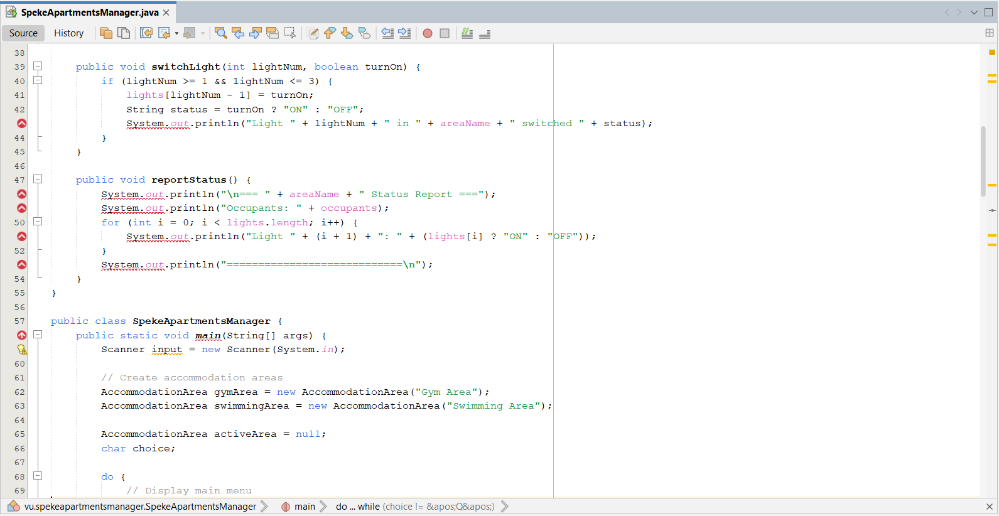 SpekeApartmentsManager.java
Source History
38
39 public void switchLight(int lightNum, boolean turnOn) {
40 if (lightNum >= 1 && lightNum <= 3) {
41 lights[lightNum - 1] = turnOn;
42 String status = turnOn ? "ON" : "OFF";
System.out.println("Light " + lightNum + " in " + areaName + " switched " + status);
44 }
45 }
46
47 public void reportStatus() {
System.out.println("\n=== " + areaName + " Status Report ===");
System.out.println("Occupants: " + occupants);
50 for (int i = 0; i < lights.length; i++) {
System.out.println("Light " + (i + 1) + ": " + (lights[i] ? "ON" : "OFF"));
52 }
System.out.println("============================\n");
54 }
55 }
56
57 public class SpekeApartmentsManager {
public static void main(String[] args) {
Scanner input = new Scanner(System.in);
60
61 // Create accommodation areas
62 AccommodationArea gymArea = new AccommodationArea("Gym Area");
63 AccommodationArea swimmingArea = new AccommodationArea("Swimming Area");
64
65 AccommodationArea activeArea = null;
66 char choice;
67
68 do {
69 // Display main menu
vu.spekeapartmentsmanager.SpekeApartmentsManager main do ... while (choice != &apos;Q&apos;)